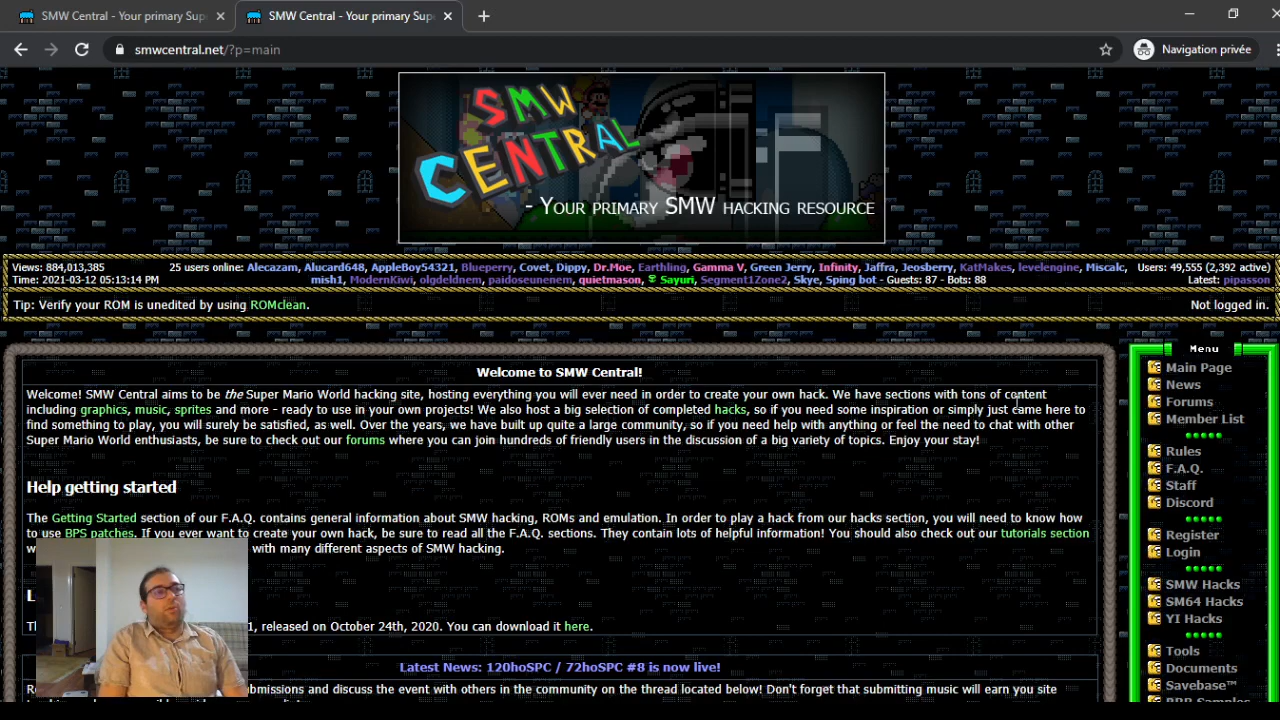 SMW Central - Your primary Sup
SMW Central - Your primary Sup
smwcentral.net/?p=main
Navigation privée
SMW
CENTRAL
- YOUR PRIMARY SMW HACKING RESOURCE
Views: 884,013,385
Time: 2021-03-12 05:13:14 PM
25 users online: Alecazam, Alucard648, AppleBoy54321, Blueperry, Covet, Dippy, Dr.Moe, Earthling, Gamma V, Green Jerry, Infinity, Jaffra, Jeosberry, KatMakes, levelengine, Miscalc,
mish1, ModernKiwi, olgdeldnem, paidoseunenem, quietmason, Sayuri, Segment1Zone2, Skye, Sping bot - Guests: 87 - Bots: 88
Users: 49,555 (2,392 active)
Latest: pipasson
Tip: Verify your ROM is unedited by using ROMclean.
Not logged in.
Welcome to SMW Central!
Welcome! SMW Central aims to be the Super Mario World hacking site, hosting everything you will ever need in order to create your own hack. We have sections with tons of content
including graphics, music, sprites and more - ready to use in your own projects! We also host a big selection of completed hacks, so if you need some inspiration or simply just came here to
find something to play, you will surely be satisfied, as well. Over the years, we have built up quite a large community, so if you need help with anything or feel the need to chat with other
Super Mario World enthusiasts, be sure to check out our forums where you can join hundreds of friendly users in the discussion of a big variety of topics. Enjoy your stay!
Help getting started
The Getting Started section of our F.A.Q. contains general information about SMW hacking, ROMs and emulation. In order to play a hack from our hacks section, you will need to know how
to use BPS patches. If you ever want to create your own hack, be sure to read all the F.A.Q. sections. They contain lots of helpful information! You should also check out our tutorials section
with many different aspects of SMW hacking.
1, released on October 24th, 2020. You can download it here.
Latest News: 120hoSPC / 72hoSPC #8 is now live!
bmissions and discuss the event with others in the community on the thread located below! Don't forget that submitting music will earn you site
Menu
Main Page
News
Forums
Member List
Rules
F.A.Q.
Staff
Discord
Register
Login
SMW Hacks
SM64 Hacks
YI Hacks
Tools
Documents
Savebase™
BRR Samples